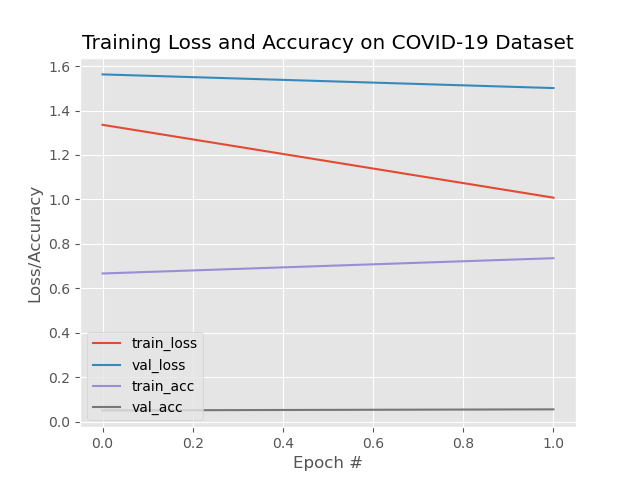 Training Loss and Accuracy on COVID-19 Dataset
1.6
1.4
1.2
1.0
0.8
0.6
0.4
0.2
0.0
Loss/Accuracy
train_loss
val_loss
train_acc
val_acc
0.0 0.2 0.4 0.6 0.8 1.0
Epoch #